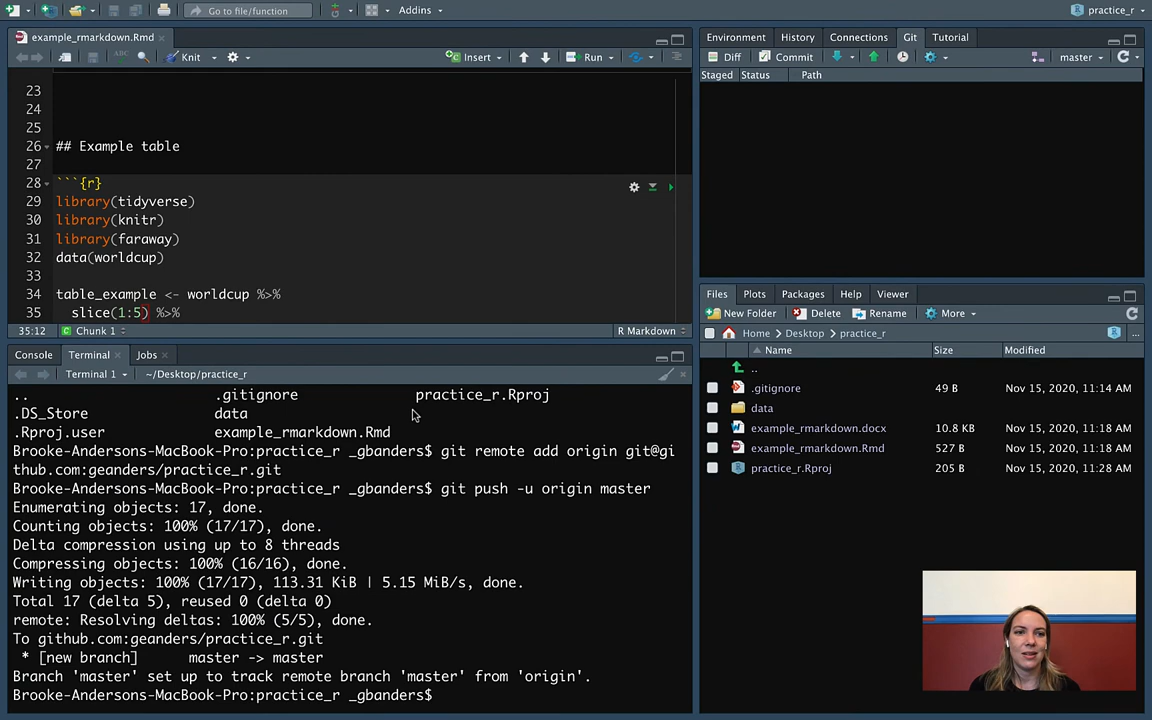 Go to file/function
Addins
practice_r
example_rmarkdown.Rmd
ABC
Knit
Insert
Run
23
24
25
26 ## Example table
27
28 ```{r}
29 library(tidyverse)
30 library(knitr)
31 library(faraway)
32 data(worldcup)
33
34 table_example <- worldcup %>%
35 slice(1:5) %>%
35:12 Chunk 1 R Markdown
Console Terminal Jobs
Terminal 1 ~/Desktop/practice_r
.. .gitignore practice_r.Rproj
.DS_Store data
.Rproj.user example_rmarkdown.Rmd
Brooke-Andersons-MacBook-Pro:practice_r _gbanders$ git remote add origin git@gi
thub.com:geanders/practice_r.git
Brooke-Andersons-MacBook-Pro:practice_r _gbanders$ git push -u origin master
Enumerating objects: 17, done.
Counting objects: 100% (17/17), done.
Delta compression using up to 8 threads
Compressing objects: 100% (16/16), done.
Writing objects: 100% (17/17), 113.31 KiB | 5.15 MiB/s, done.
Total 17 (delta 5), reused 0 (delta 0)
remote: Resolving deltas: 100% (5/5), done.
To github.com:geanders/practice_r.git
* [new branch] master -> master
Branch 'master' set up to track remote branch 'master' from 'origin'.
Brooke-Andersons-MacBook-Pro:practice_r _gbanders$
Environment History Connections Git Tutorial
Diff Commit master
Staged Status Path
Files Plots Packages Help Viewer
New Folder Delete Rename More
Home Desktop practice_r ...
Name Size Modified
..
.gitignore 49 B Nov 15, 2020, 11:14 AM
data
example_rmarkdown.docx 10.8 KB Nov 15, 2020, 11:18 AM
example_rmarkdown.Rmd 527 B Nov 15, 2020, 11:18 AM
practice_r.Rproj 205 B Nov 15, 2020, 11:28 AM